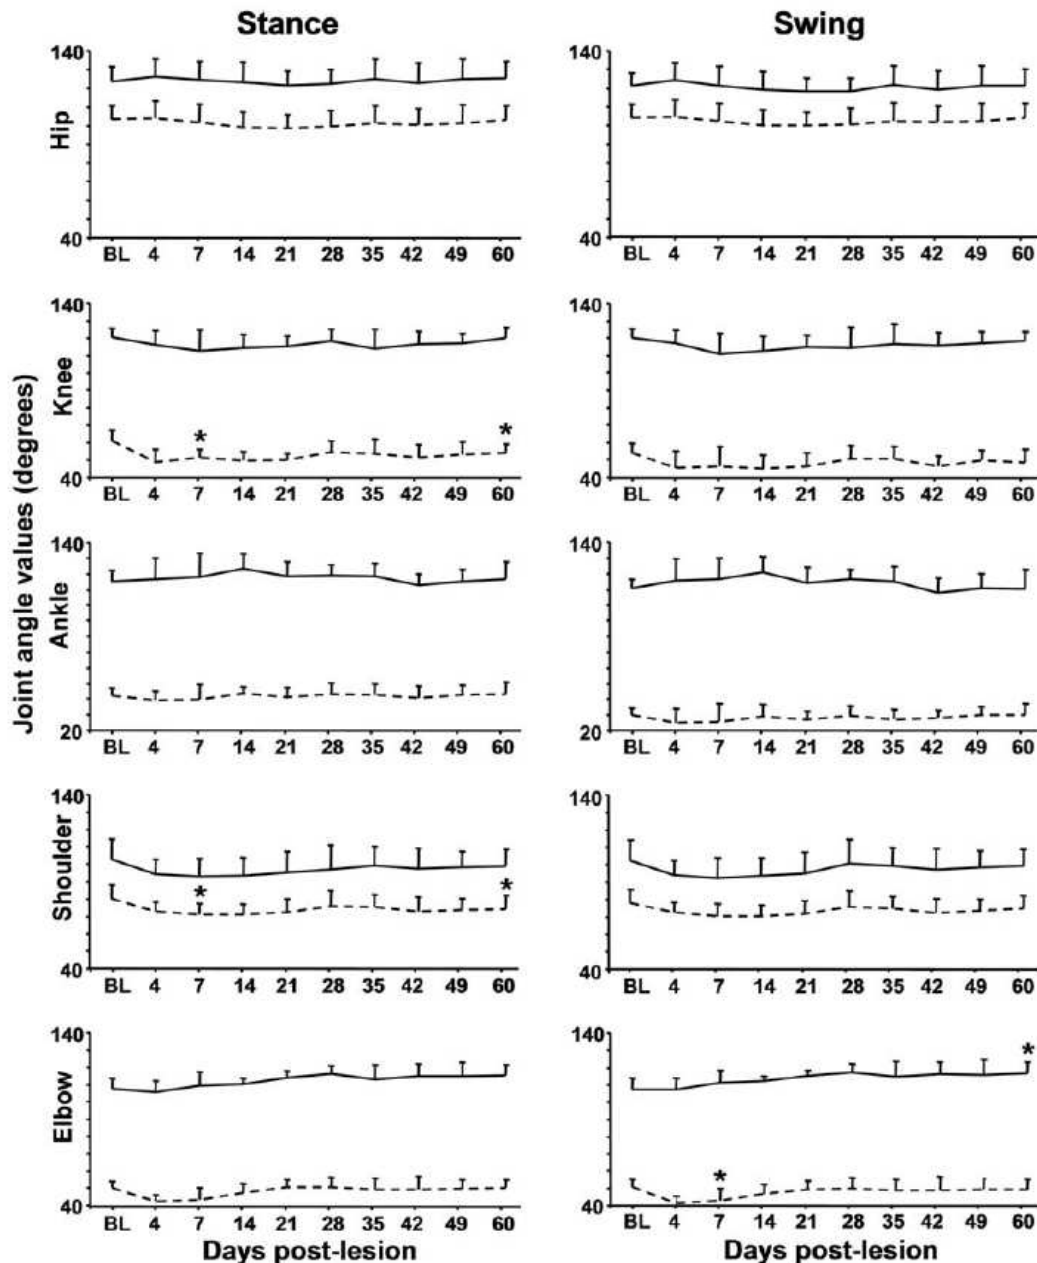 Stance Swing
140 140
Hip
40 40
BL 4 7 14 21 28 35 42 49 60 BL 4 7 14 21 28 35 42 49 60
140 140
Knee
* *
40 40
BL 4 7 14 21 28 35 42 49 60 BL 4 7 14 21 28 35 42 49 60
Joint angle values (degrees)
140 140
Ankle
20 20
BL 4 7 14 21 28 35 42 49 60 BL 4 7 14 21 28 35 42 49 60
140 140
Shoulder
* *
40 40
BL 4 7 14 21 28 35 42 49 60 BL 4 7 14 21 28 35 42 49 60
140 140
*
Elbow
*
40 40
BL 4 7 14 21 28 35 42 49 60 BL 4 7 14 21 28 35 42 49 60
Days post-lesion Days post-lesion